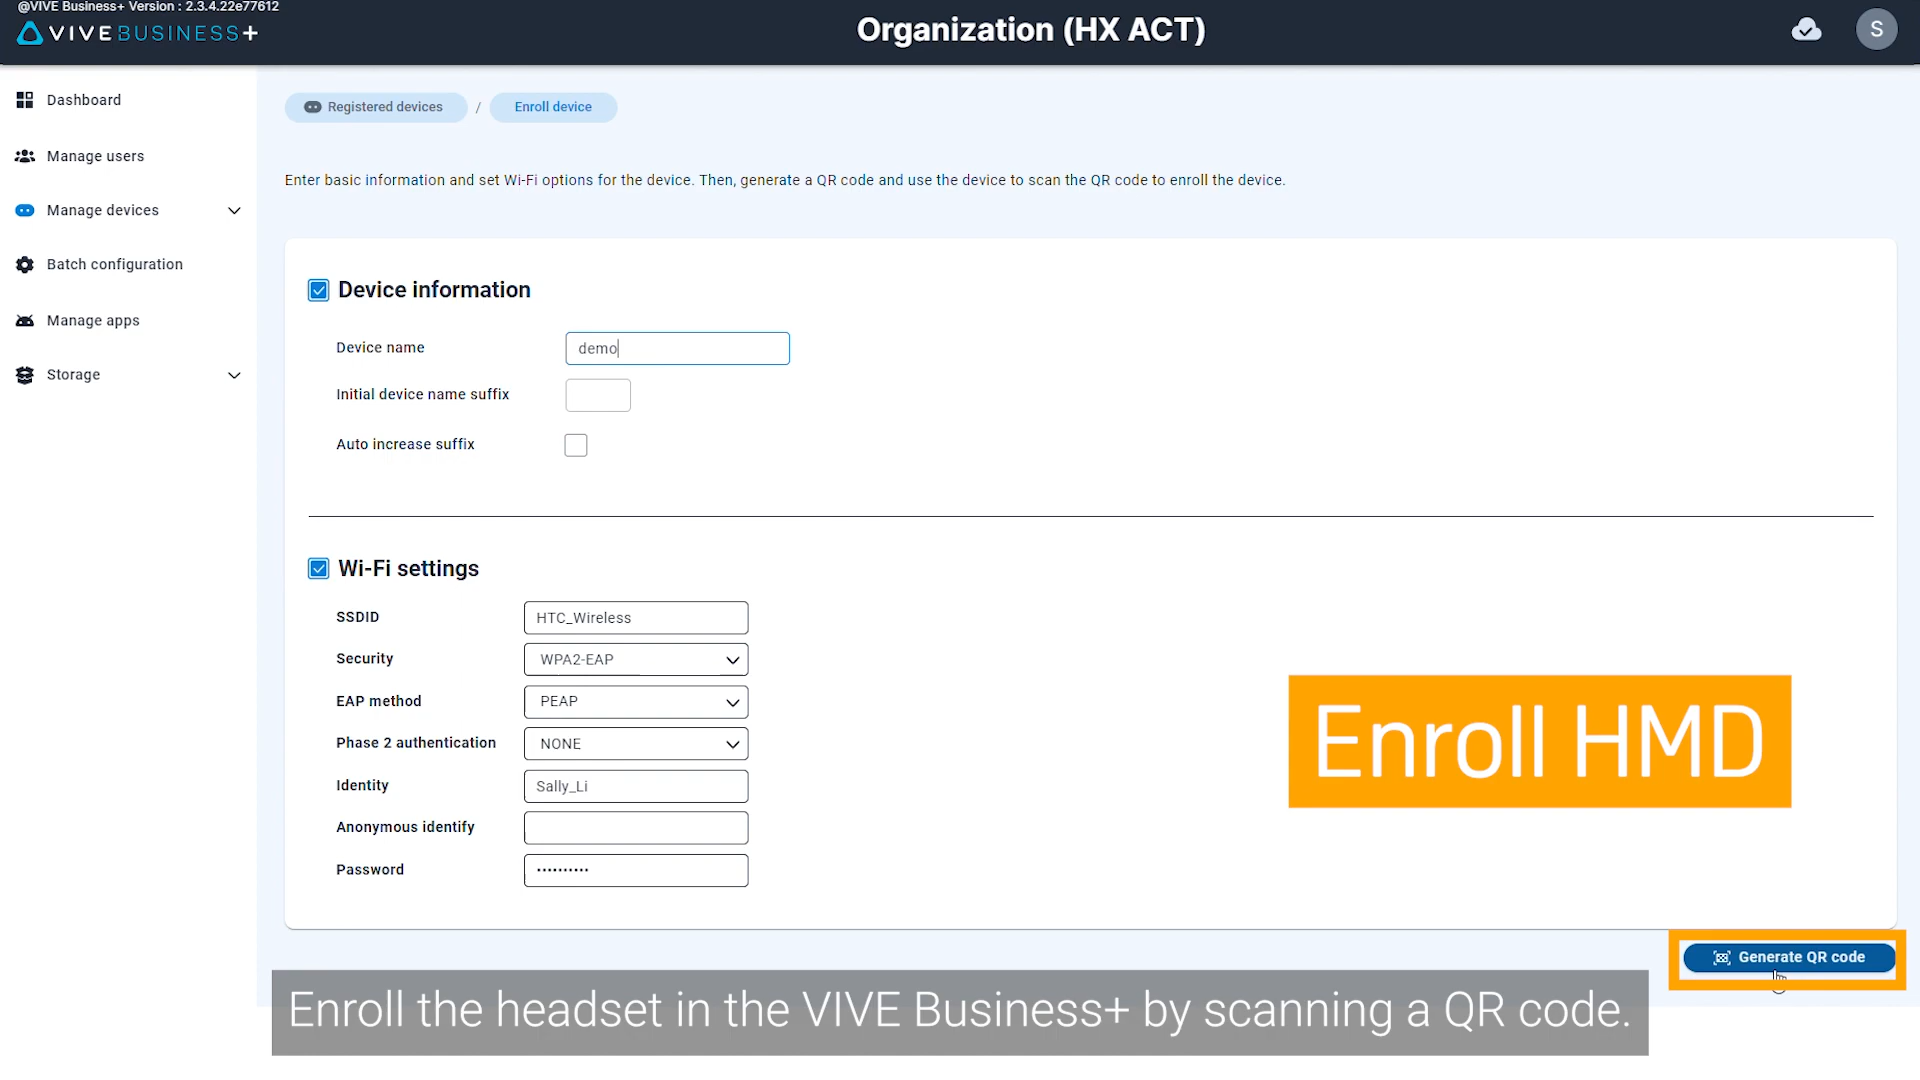 @VIVE Business+ Version : 2.3.4.22e77612
VIVE BUSINESS+
Organization (HX ACT)
S
Dashboard
Manage users
Manage devices
Batch configuration
Manage apps
Storage
Registered devices / Enroll device
Enter basic information and set Wi-Fi options for the device. Then, generate a QR code and use the device to scan the QR code to enroll the device.
Device information
Device name demo
Initial device name suffix
Auto increase suffix
Wi-Fi settings
SSDID HTC_Wireless
Security WPA2-EAP
EAP method PEAP
Phase 2 authentication NONE
Identity Sally_Li
Anonymous identify
Password ••••••••••
Enroll HMD
Generate QR code
Enroll the headset in the VIVE Business+ by scanning a QR code.